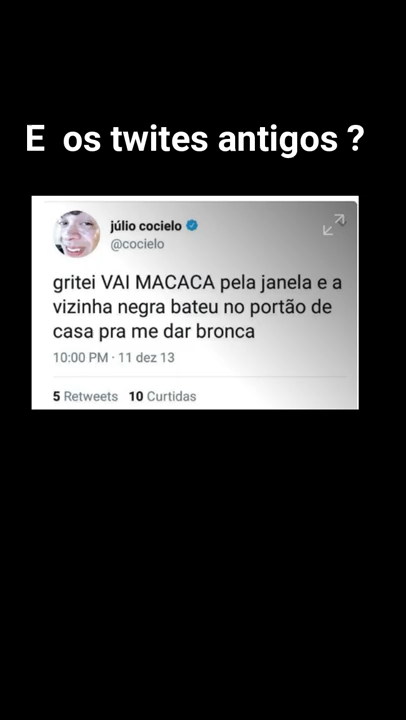 E os twites antigos ?
júlio cocielo
@cocielo
gritei VAI MACACA pela janela e a
vizinha negra bateu no portão de
casa pra me dar bronca
10:00 PM · 11 dez 13
5 Retweets 10 Curtidas